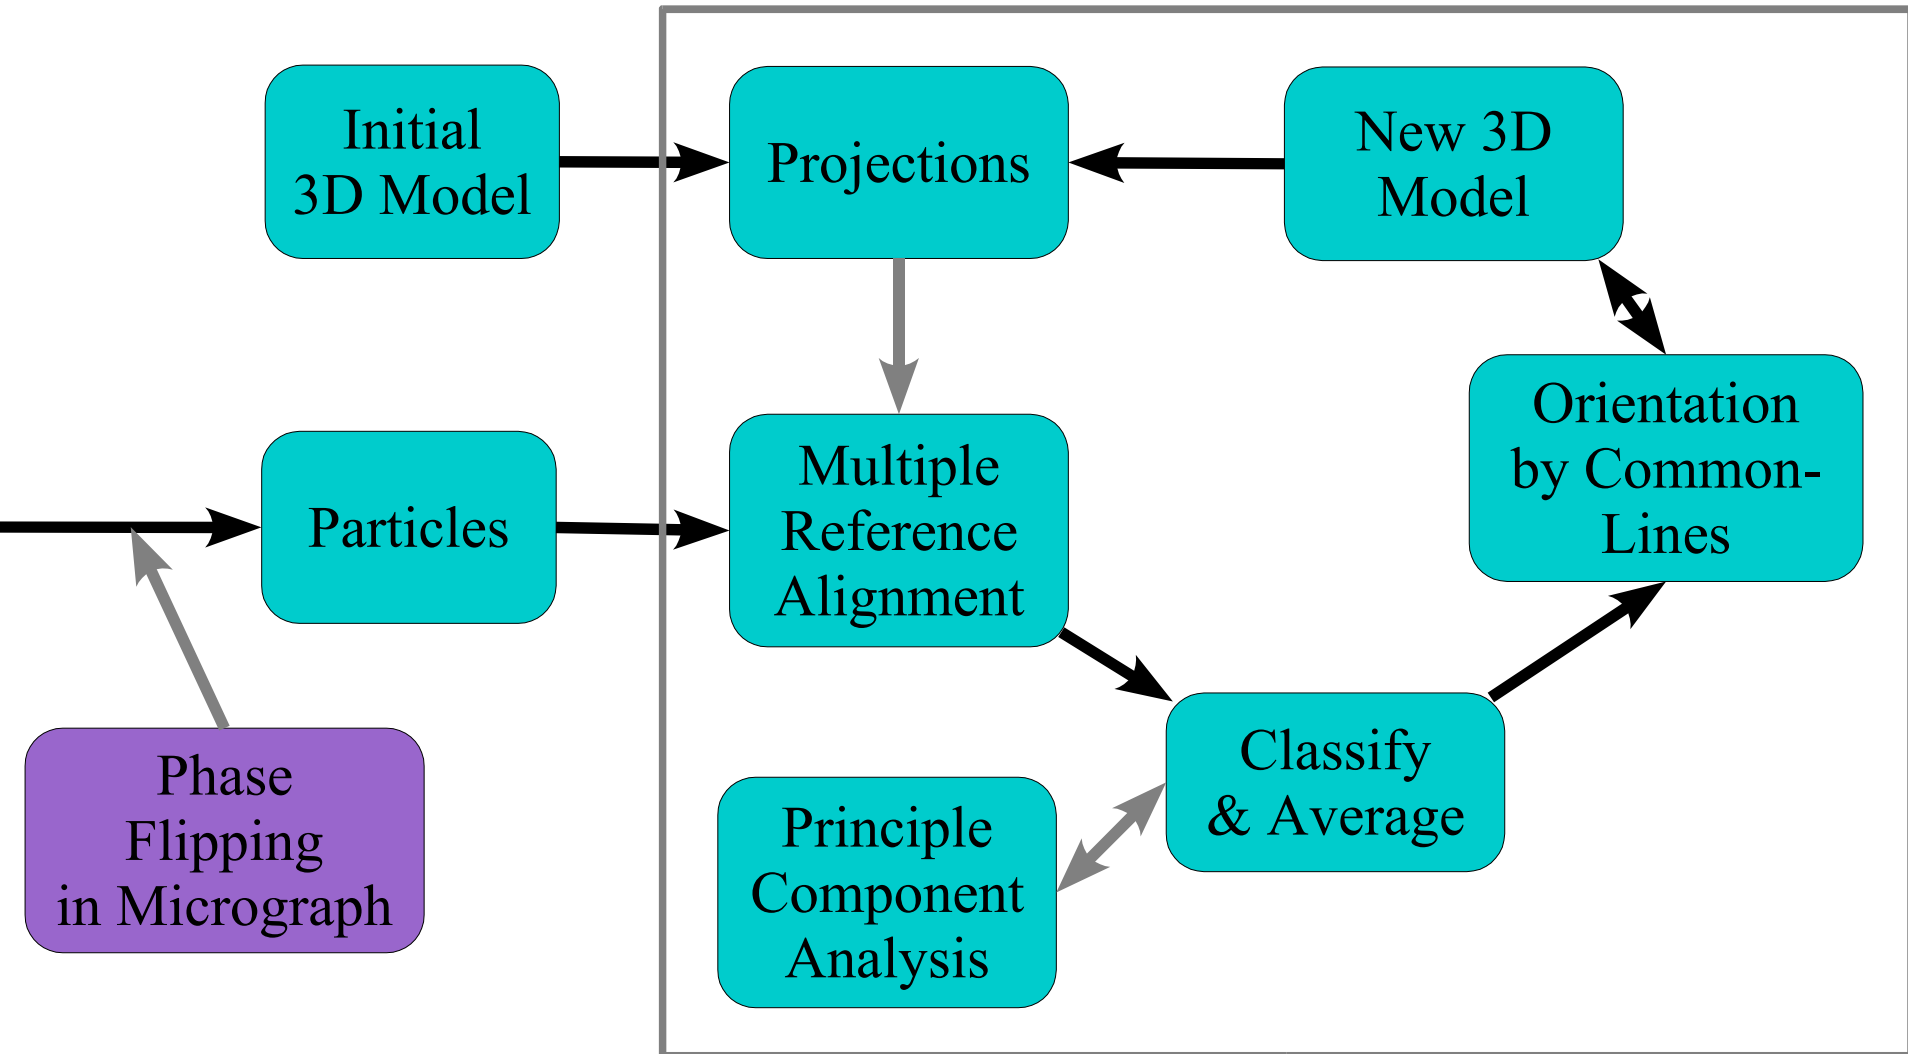 Initial
3D Model
Projections
New 3D
Model
Particles
Multiple
Reference
Alignment
Orientation
by Common-
Lines
Phase
Flipping
in Micrograph
Principle
Component
Analysis
Classify
& Average